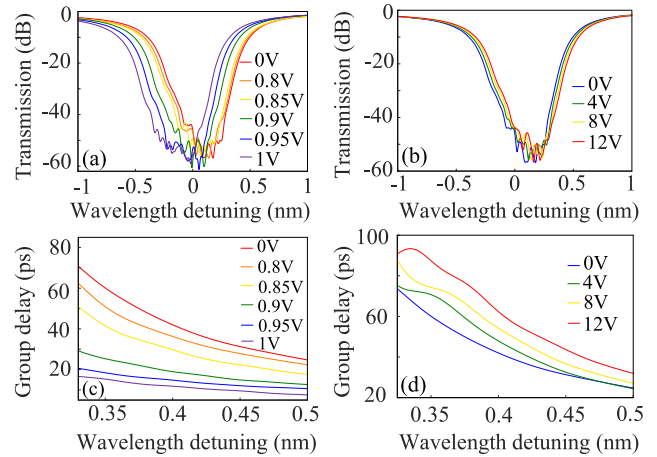 0
-20
-40
-60
Transmission (dB)
0V
0.8V
0.85V
0.9V
0.95V
1V
(a)
-1 -0.5 0 0.5 1
Wavelength detuning (nm)
0
-20
-40
-60
Transmission (dB)
0V
4V
8V
12V
(b)
-1 -0.5 0 0.5 1
Wavelength detuning (nm)
80
60
40
20
Group delay (ps)
0V
0.8V
0.85V
0.9V
0.95V
1V
(c)
0.35 0.4 0.45 0.5
Wavelength detuning (nm)
100
60
20
Group delay (ps)
0V
4V
8V
12V
(d)
0.35 0.4 0.45 0.5
Wavelength detuning (nm)